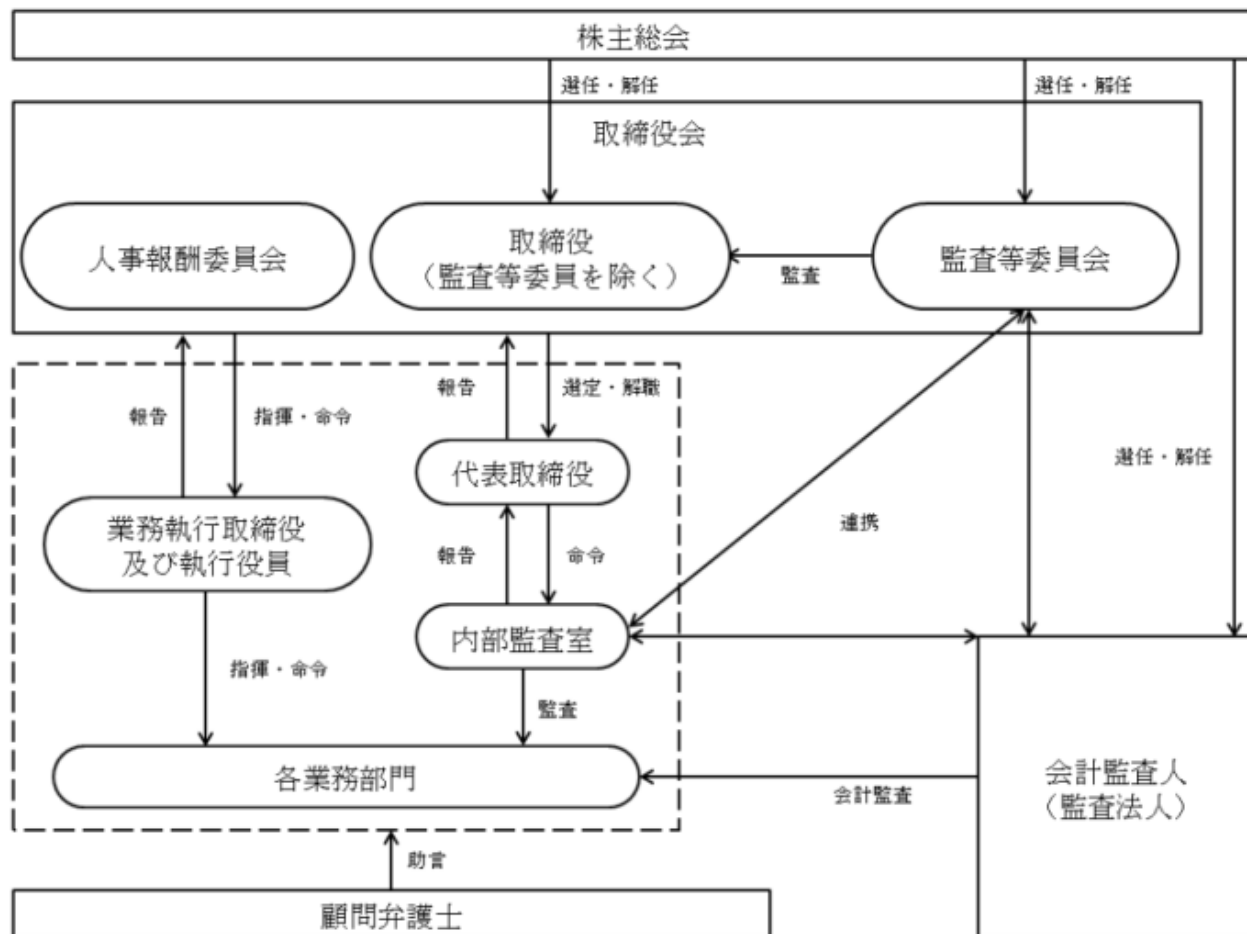 株主総会
選任・解任
選任・解任
取締役会
人事報酬委員会
取締役
（監査等委員を除く）
監査
監査等委員会
報告
指揮・命令
報告
選定・解職
代表取締役
選任・解任
業務執行取締役
及び執行役員
報告
命令
連携
内部監査室
指揮・命令
監査
各業務部門
会計監査
会計監査人
（監査法人）
助言
顧問弁護士